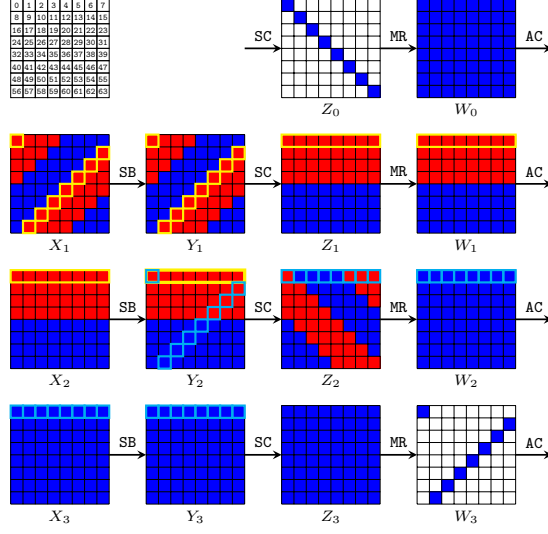 0 1 2 3 4 5 6 7
8 9 10 11 12 13 14 15
16 17 18 19 20 21 22 23
24 25 26 27 28 29 30 31
32 33 34 35 36 37 38 39
40 41 42 43 44 45 46 47
48 49 50 51 52 53 54 55
56 57 58 59 60 61 62 63
SC MR AC
Z0 W0
SB SC MR AC
X1 Y1 Z1 W1
SB SC MR AC
X2 Y2 Z2 W2
SB SC MR AC
X3 Y3 Z3 W3